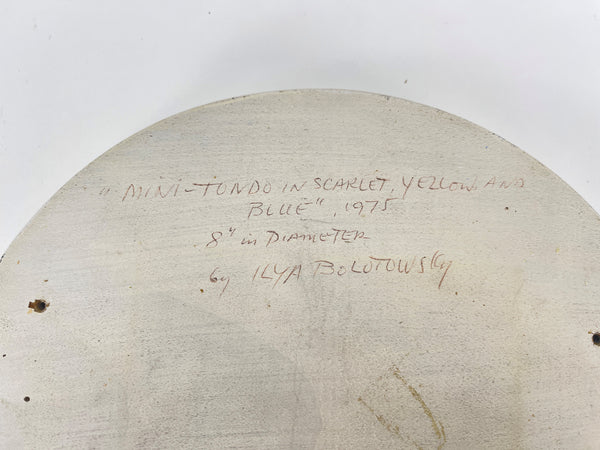 "MINI-TONDO IN SCARLET, YELLOW AND
BLUE", 1975
8" in DIAMETER
by ILYA BOLOTOWSKY